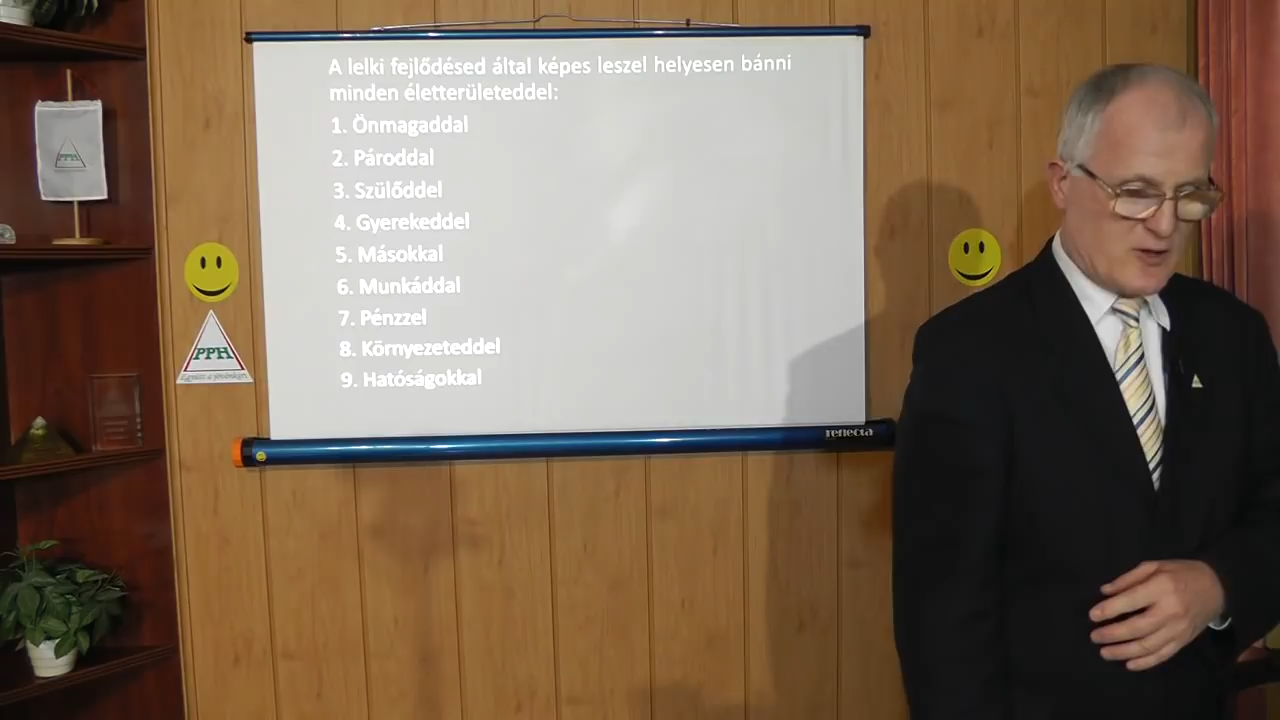 A lelki fejlődésed által képes leszel helyesen bánni
minden életterületeddel:
1. Önmagaddal
2. Pároddal
3. Szülőddel
4. Gyerekeddel
5. Másokkal
6. Munkáddal
7. Pénzzel
8. Környezeteddel
9. Hatóságokkal
reflecta
PPH
PPH